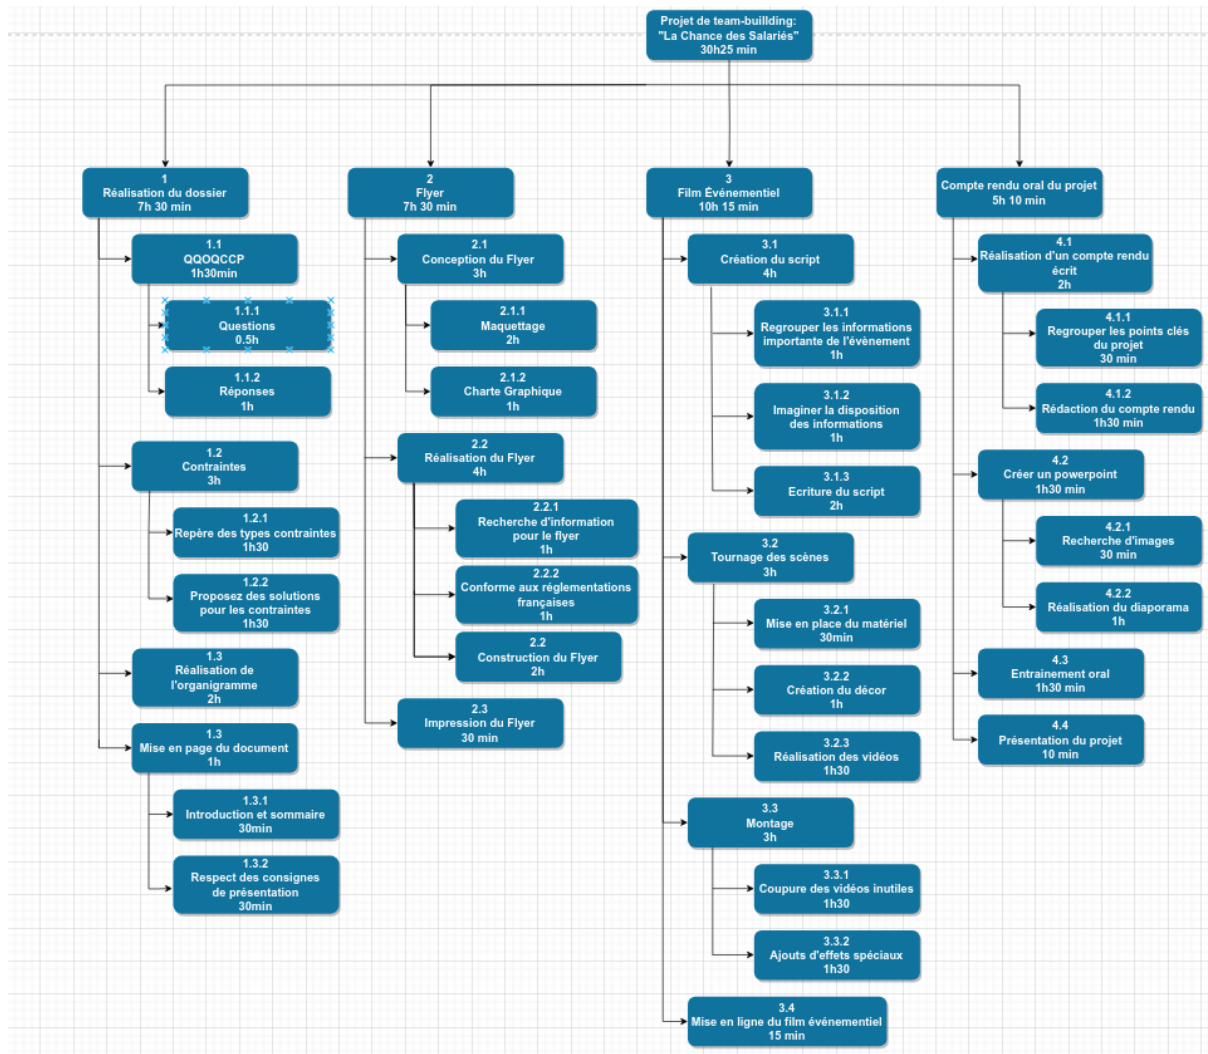 Projet de team-buillding:
"La Chance des Salariés"
30h25 min
1
Réalisation du dossier
7h 30 min
1.1
QQOQCCP
1h30min
1.1.1
Questions
0.5h
1.1.2
Réponses
1h
1.2
Contraintes
3h
1.2.1
Repère des types contraintes
1h30
1.2.2
Proposez des solutions
pour les contraintes
1h30
1.3
Réalisation de
l'organigramme
2h
1.3
Mise en page du document
1h
1.3.1
Introduction et sommaire
30min
1.3.2
Respect des consignes
de présentation
30min
2
Flyer
7h 30 min
2.1
Conception du Flyer
3h
2.1.1
Maquettage
2h
2.1.2
Charte Graphique
1h
2.2
Réalisation du Flyer
4h
2.2.1
Recherche d'information
pour le flyer
1h
2.2.2
Conforme aux réglementations
françaises
1h
2.2
Construction du Flyer
2h
2.3
Impression du Flyer
30 min
3
Film Événementiel
10h 15 min
3.1
Création du script
4h
3.1.1
Regrouper les informations
importante de l'évènement
1h
3.1.2
Imaginer la disposition
des informations
1h
3.1.3
Ecriture du script
2h
3.2
Tournage des scènes
3h
3.2.1
Mise en place du matériel
30min
3.2.2
Création du décor
1h
3.2.3
Réalisation des vidéos
1h30
3.3
Montage
3h
3.3.1
Coupure des vidéos inutiles
1h30
3.3.2
Ajouts d'effets spéciaux
1h30
3.4
Mise en ligne du film événementiel
15 min
Compte rendu oral du projet
5h 10 min
4.1
Réalisation d'un compte rendu
écrit
2h
4.1.1
Regrouper les points clés
du projet
30 min
4.1.2
Rédaction du compte rendu
1h30 min
4.2
Créer un powerpoint
1h30 min
4.2.1
Recherche d'images
30 min
4.2.2
Réalisation du diaporama
1h
4.3
Entrainement oral
1h30 min
4.4
Présentation du projet
10 min